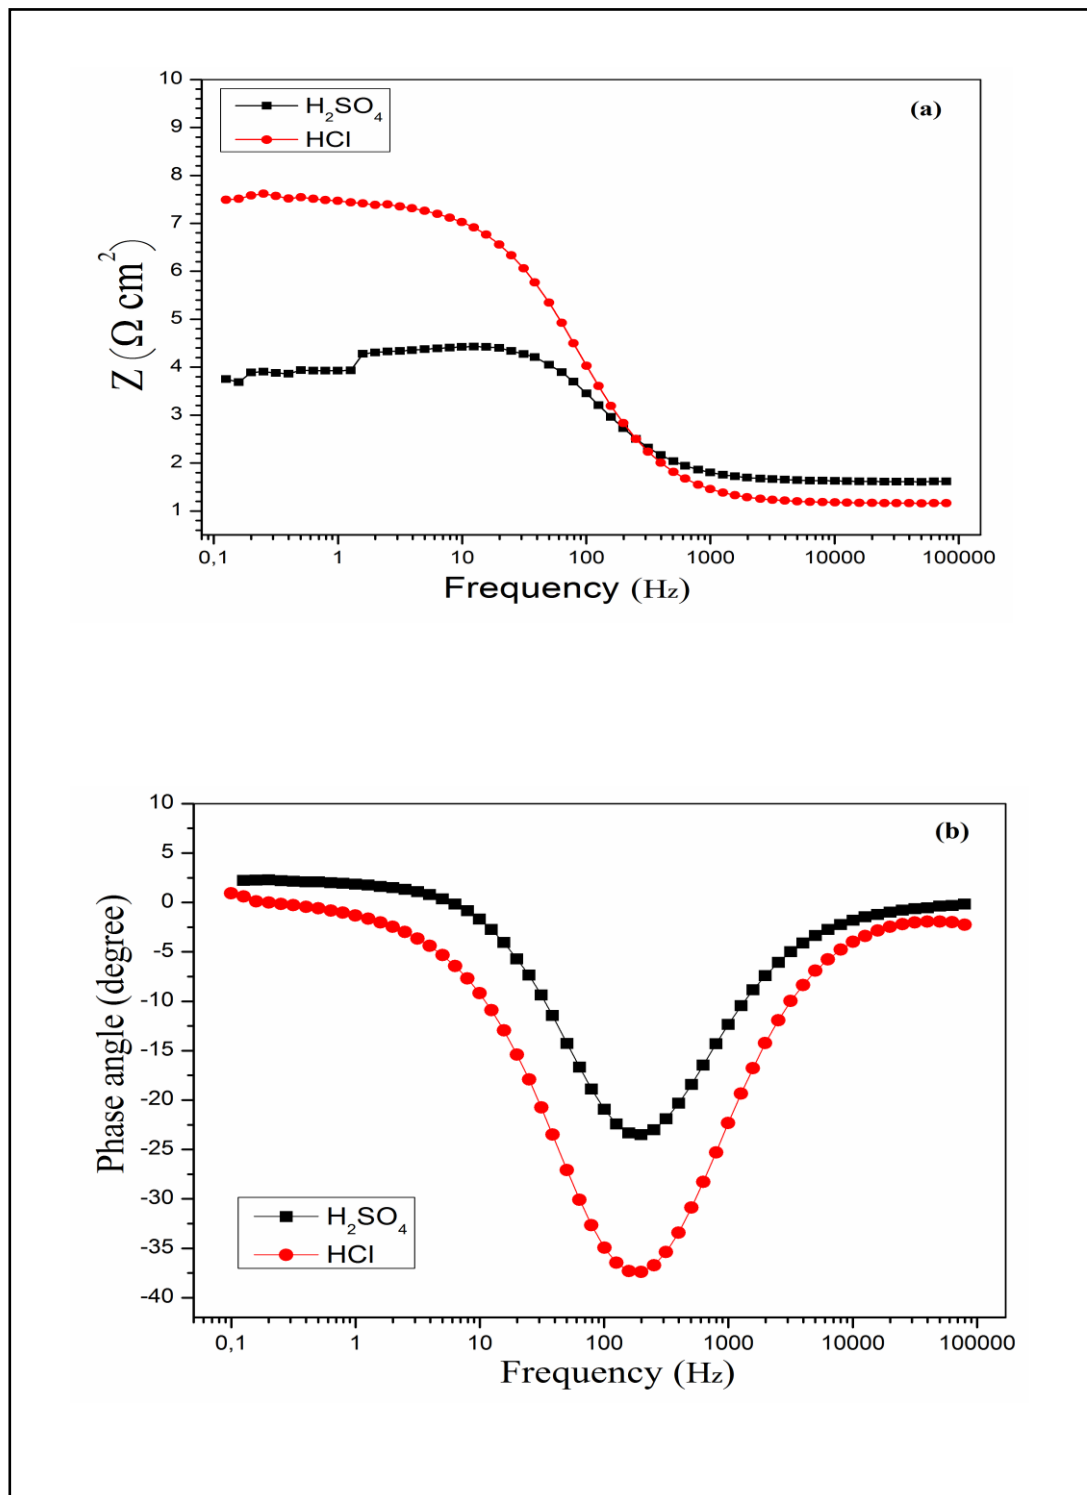 10
9
8
7
6
5
4
3
2
1
Z (Ω cm²)
H₂SO₄
HCl
(a)
0,1 1 10 100 1000 10000 100000
Frequency (Hz)
10
5
0
-5
-10
-15
-20
-25
-30
-35
-40
Phase angle (degree)
(b)
H₂SO₄
HCl
0,1 1 10 100 1000 10000 100000
Frequency (Hz)